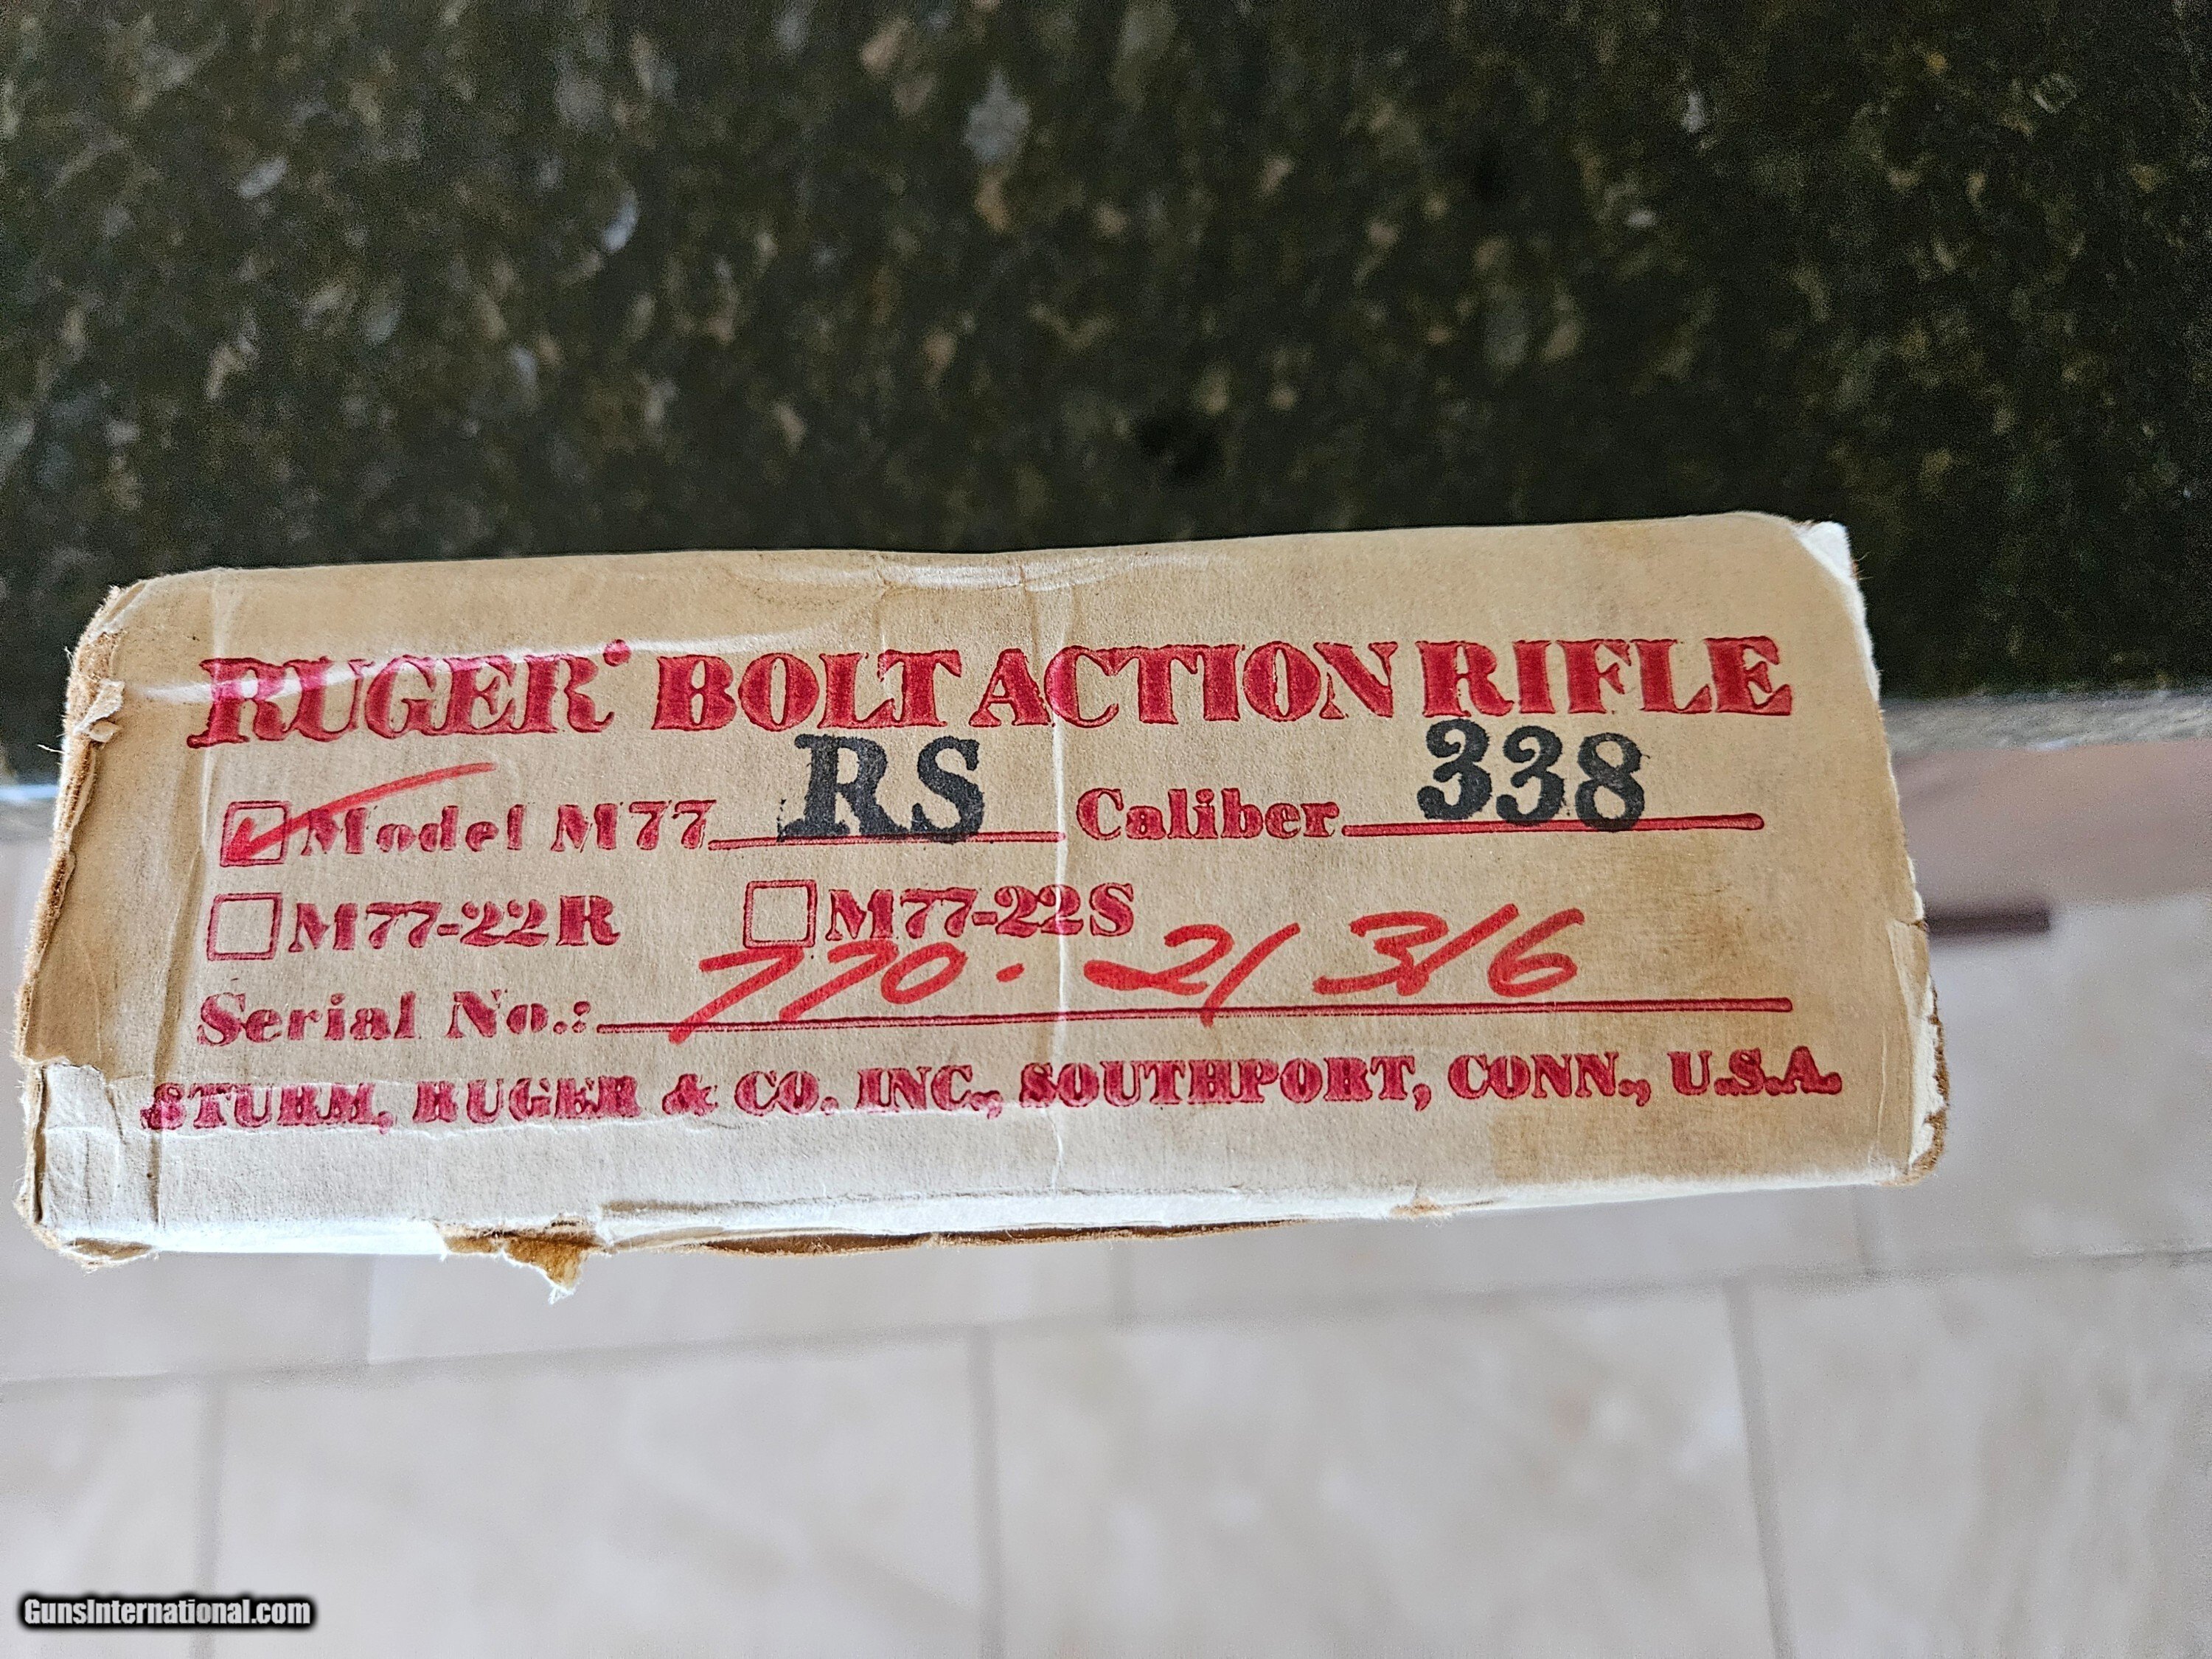 RUGER® BOLT ACTION RIFLE
Model M77 RS Caliber 338
M77-22R M77-22S
Serial No.: 770-21316
STURM, RUGER & CO. INC., SOUTHPORT, CONN., U.S.A.
GunsInternational.com